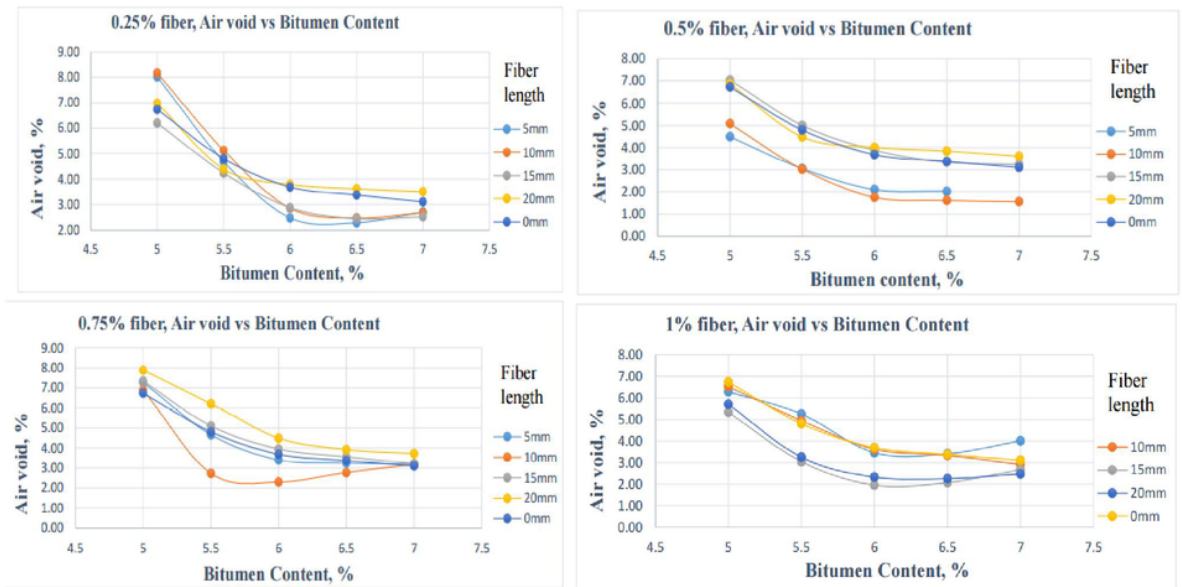 0.25% fiber, Air void vs Bitumen Content
9.00
8.00
7.00
6.00
5.00
4.00
3.00
2.00
4.5 5 5.5 6 6.5 7 7.5
Air void, %
Bitumen Content, %
Fiber
length
5mm
10mm
15mm
20mm
0mm
0.5% fiber, Air void vs Bitumen Content
8.00
7.00
6.00
5.00
4.00
3.00
2.00
1.00
0.00
4.5 5 5.5 6 6.5 7 7.5
Air void, %
Bitumen content, %
Fiber
length
5mm
10mm
15mm
20mm
0mm
0.75% fiber, Air void vs Bitumen Content
9.00
8.00
7.00
6.00
5.00
4.00
3.00
2.00
1.00
0.00
4.5 5 5.5 6 6.5 7 7.5
Air void, %
Bitumen Content, %
Fiber
length
5mm
10mm
15mm
20mm
0mm
1% fiber, Air void vs Bitumen Content
8.00
7.00
6.00
5.00
4.00
3.00
2.00
1.00
0.00
4.5 5 5.5 6 6.5 7 7.5
Air void, %
Bitumen Content, %
Fiber
length
10mm
15mm
20mm
0mm